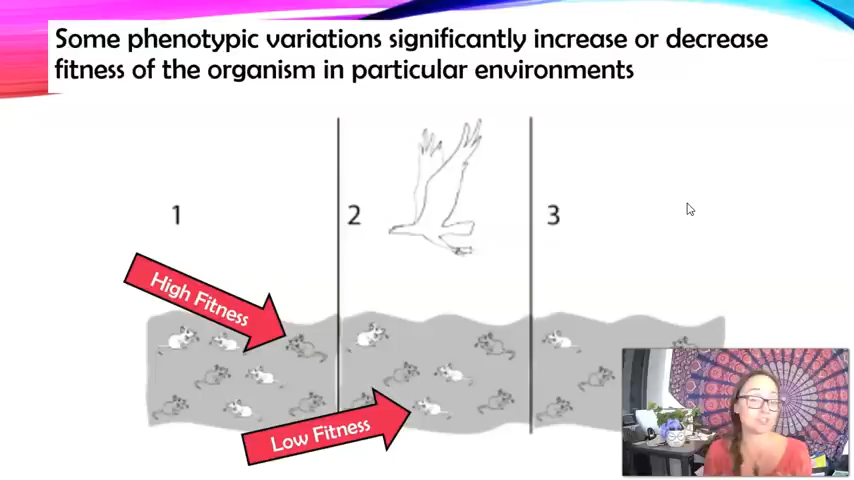 Some phenotypic variations significantly increase or decrease
fitness of the organism in particular environments
1
2
3
High Fitness
Low Fitness